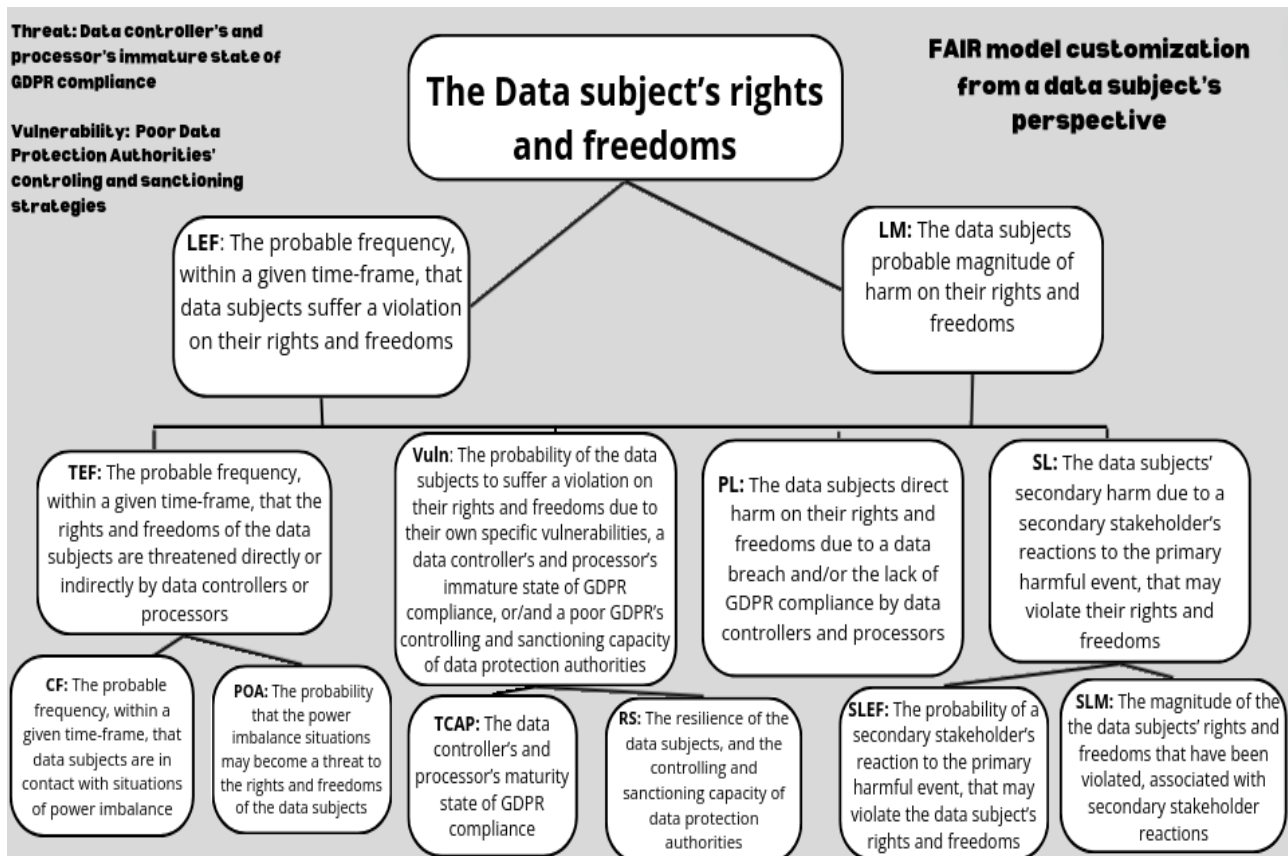 Threat: Data controller's and
processor's immature state of
GDPR compliance
Vulnerability: Poor Data
Protection Authorities'
controling and sanctioning
strategies
The Data subject's rights
and freedoms
FAIR model customization
from a data subject's
perspective
LEF: The probable frequency,
within a given time-frame, that
data subjects suffer a violation
on their rights and freedoms
LM: The data subjects
probable magnitude of
harm on their rights and
freedoms
TEF: The probable frequency,
within a given time-frame, that the
rights and freedoms of the data
subjects are threatened directly or
indirectly by data controllers or
processors
Vuln: The probability of the data
subjects to suffer a violation on
their rights and freedoms due to
their own specific vulnerabilities, a
data controller's and processor's
immature state of GDPR
compliance, or/and a poor GDPR's
controlling and sanctioning capacity
of data protection authorities
PL: The data subjects direct
harm on their rights and
freedoms due to a data
breach and/or the lack of
GDPR compliance by data
controllers and processors
SL: The data subjects'
secondary harm due to a
secondary stakeholder's
reactions to the primary
harmful event, that may
violate their rights and
freedoms
CF: The probable
frequency, within a
given time-frame, that
data subjects are in
contact with situations
of power imbalance
POA: The probability
that the power
imbalance situations
may become a threat to
the rights and freedoms
of the data subjects
TCAP: The data
controller's and
processor's maturity
state of GDPR
compliance
RS: The resilience of the
data subjects, and the
controlling and
sanctioning capacity of
data protection
authorities
SLEF: The probability of a
secondary stakeholder's
reaction to the primary
harmful event, that may
violate the data subject's
rights and freedoms
SLM: The magnitude of the
the data subjects' rights and
freedoms that have been
violated, associated with
secondary stakeholder
reactions